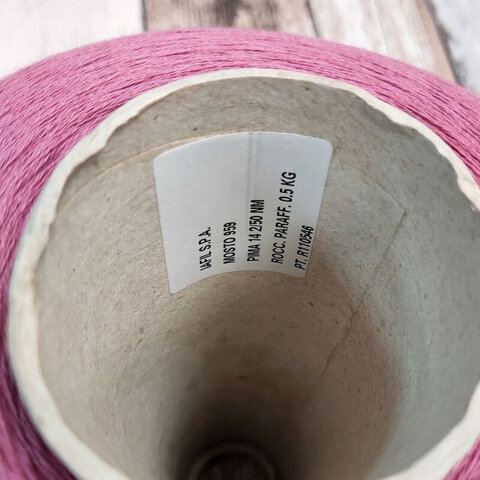 IAFIL S.P.A.
MOSTO 959
PIMA 14 2/50 NM
ROCC. PARAFF. 0.5 KG
PT. R110546